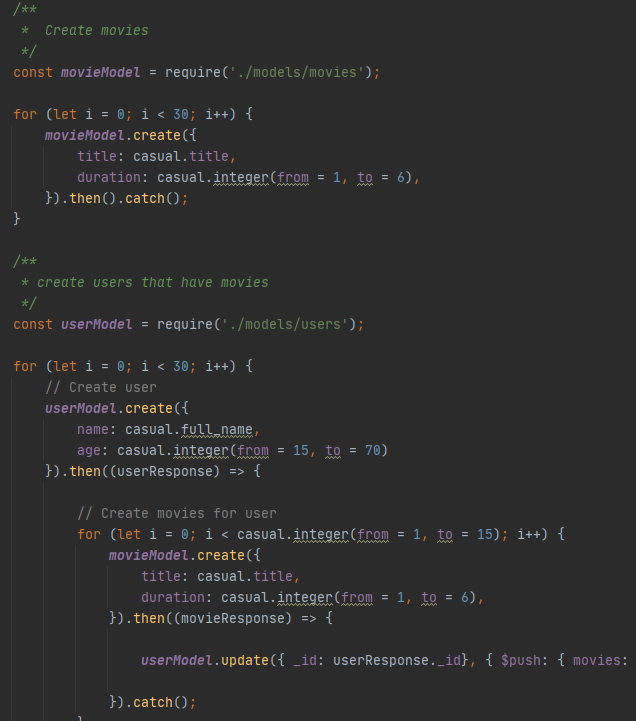 /**
 *  Create movies
 */
const movieModel = require('./models/movies');
for (let i = 0; i < 30; i++) {
    movieModel.create({
        title: casual.title,
        duration: casual.integer(from = 1, to = 6),
    }).then().catch();
}
/**
 * create users that have movies
 */
const userModel = require('./models/users');
for (let i = 0; i < 30; i++) {
    // Create user
    userModel.create({
        name: casual.full_name,
        age: casual.integer(from = 15, to = 70)
    }).then((userResponse) => {
        // Create movies for user
        for (let i = 0; i < casual.integer(from = 1, to = 15); i++) {
            movieModel.create({
                title: casual.title,
                duration: casual.integer(from = 1, to = 6),
            }).then((movieResponse) => {
                userModel.update({ _id: userResponse._id}, { $push: { movies:
            }).catch();